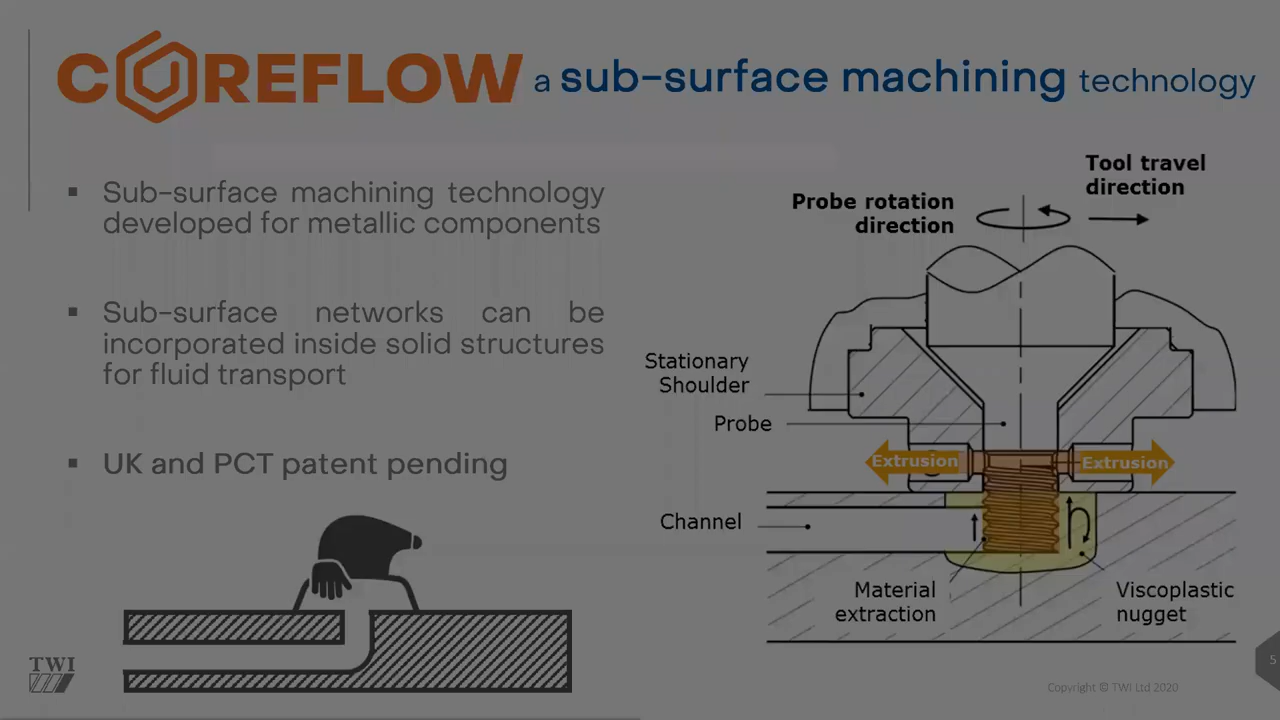 COREFLOW a sub-surface machining technology
▪ Sub-surface machining technology
developed for metallic components
▪ Sub-surface networks can be
incorporated inside solid structures
for fluid transport
▪ UK and PCT patent pending
Tool travel
direction
Probe rotation
direction
Stationary
Shoulder
Probe
Extrusion
Extrusion
Channel
Material
extraction
Viscoplastic
nugget
TWI
Copyright © TWI Ltd 2020
5